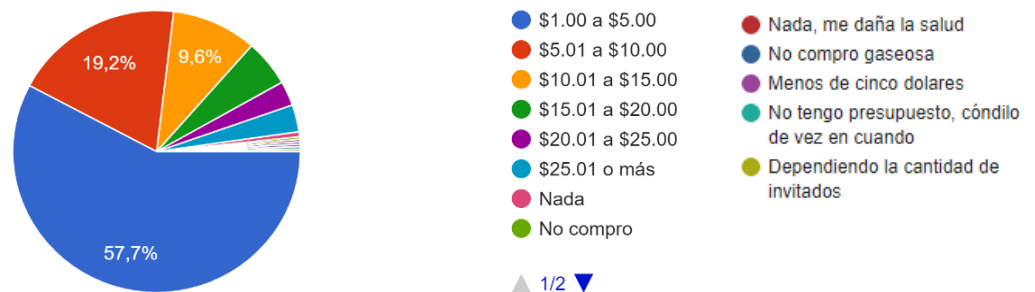 19,2%
9,6%
57,7%
$1.00 a $5.00
$5.01 a $10.00
$10.01 a $15.00
$15.01 a $20.00
$20.01 a $25.00
$25.01 o más
Nada
No compro
1/2
Nada, me daña la salud
No compro gaseosa
Menos de cinco dolares
No tengo presupuesto, cóndilo
de vez en cuando
Dependiendo la cantidad de
invitados